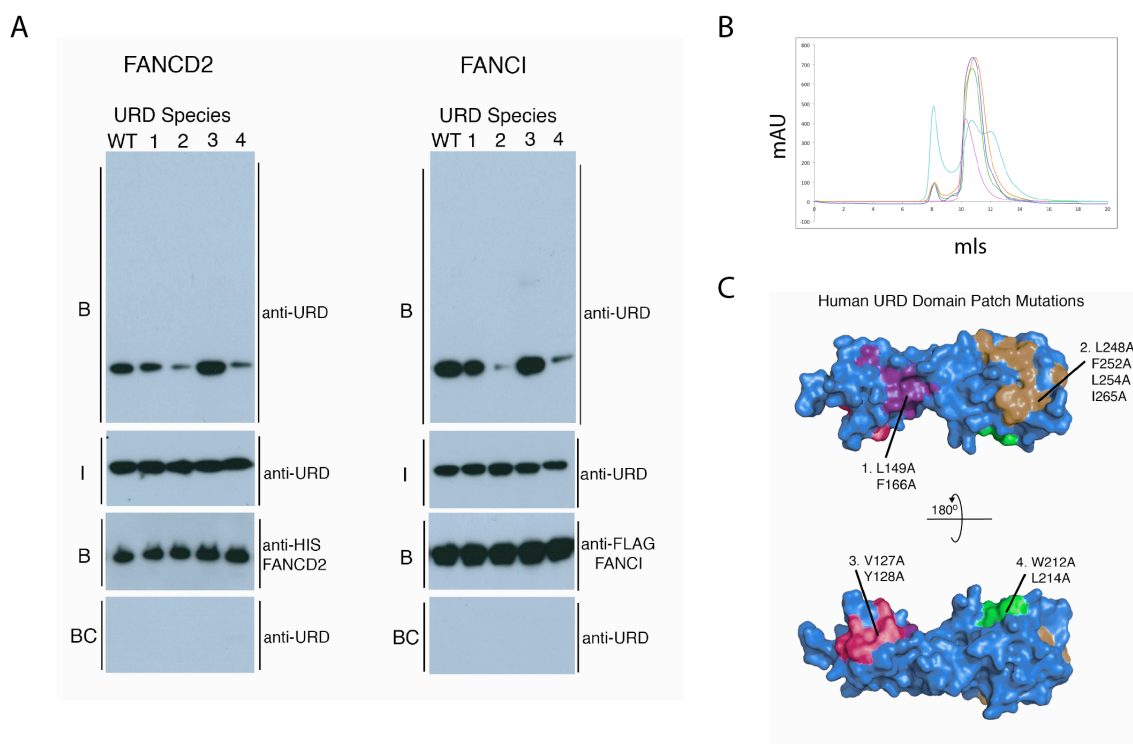 A
FANCD2
URD Species
WT 1 2 3 4
B
anti-URD
I
anti-URD
B
anti-HIS
FANCD2
BC
anti-URD
FANCI
URD Species
WT 1 2 3 4
B
anti-URD
I
anti-URD
B
anti-FLAG
FANCI
BC
anti-URD
B
mAU
800
700
600
500
400
300
200
100
0
-100
0 2 4 6 8 10 12 14 16 18 20
mls
C
Human URD Domain Patch Mutations
2. L248A
F252A
L254A
I265A
1. L149A
F166A
180º
3. V127A
Y128A
4. W212A
L214A